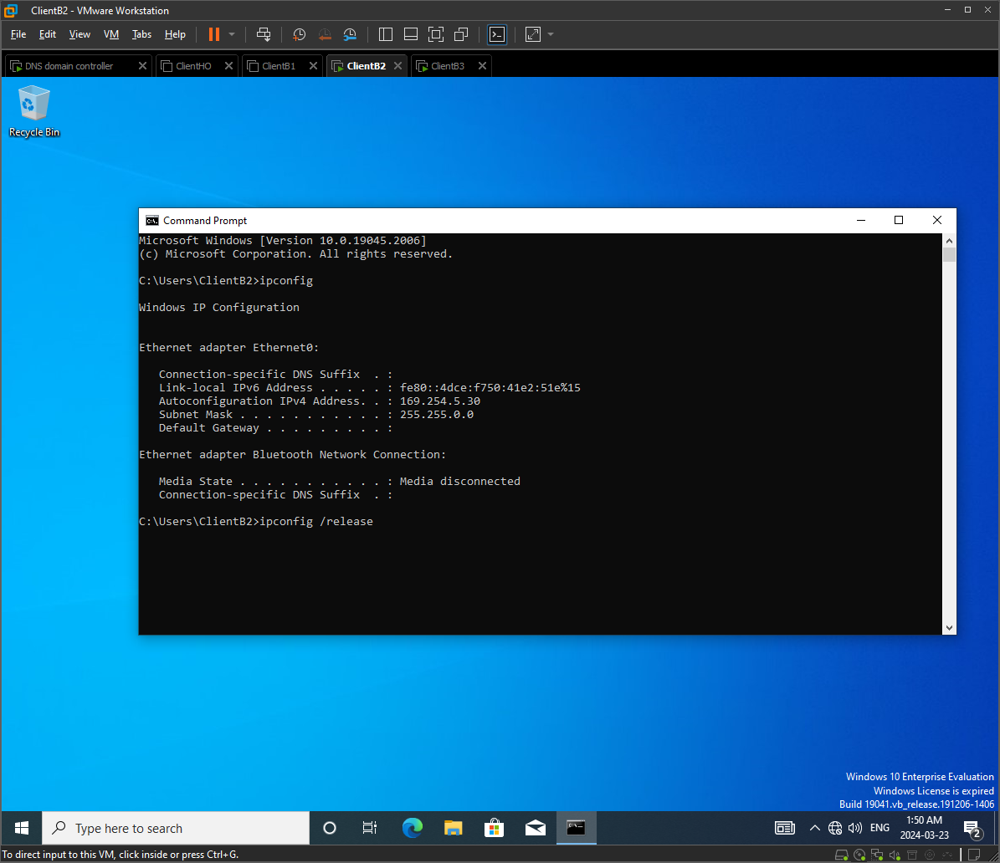 ClientB2 - VMware Workstation
File Edit View VM Tabs Help
DNS domain controller ClientHO ClientB1 ClientB2 ClientB3
Recycle Bin
Command Prompt
Microsoft Windows [Version 10.0.19045.2006]
(c) Microsoft Corporation. All rights reserved.
C:\Users\ClientB2>ipconfig
Windows IP Configuration
Ethernet adapter Ethernet0:
Connection-specific DNS Suffix . :
Link-local IPv6 Address . . . . . : fe80::4dce:f750:41e2:51e%15
Autoconfiguration IPv4 Address. . : 169.254.5.30
Subnet Mask . . . . . . . . . . . : 255.255.0.0
Default Gateway . . . . . . . . . :
Ethernet adapter Bluetooth Network Connection:
Media State . . . . . . . . . . . : Media disconnected
Connection-specific DNS Suffix . :
C:\Users\ClientB2>ipconfig /release
Windows 10 Enterprise Evaluation
Windows License is expired
Build 19041.vb_release.191206-1406
Type here to search
ENG
1:50 AM
2024-03-23
2
To direct input to this VM, click inside or press Ctrl+G.